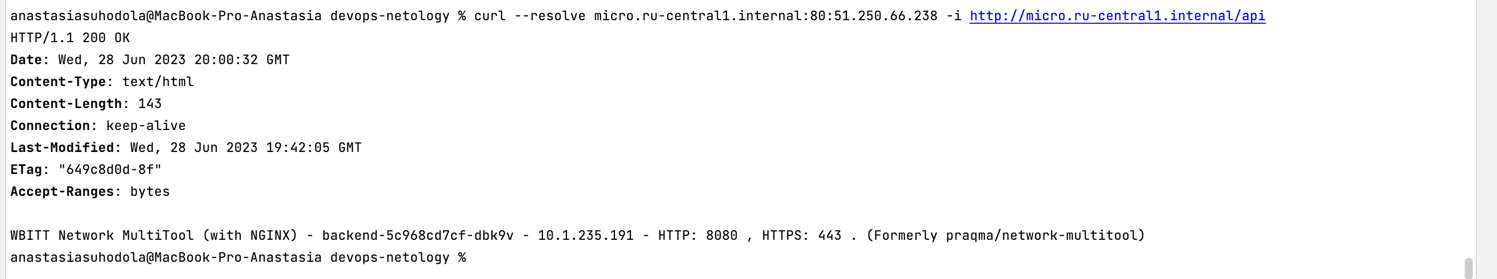 anastasiasuhodola@MacBook-Pro-Anastasia devops-netology % curl --resolve micro.ru-central1.internal:80:51.250.66.238 -i http://micro.ru-central1.internal/api
HTTP/1.1 200 OK
Date: Wed, 28 Jun 2023 20:00:32 GMT
Content-Type: text/html
Content-Length: 143
Connection: keep-alive
Last-Modified: Wed, 28 Jun 2023 19:42:05 GMT
ETag: "649c8d0d-8f"
Accept-Ranges: bytes
WBITT Network MultiTool (with NGINX) - backend-5c968cd7cf-dbk9v - 10.1.235.191 - HTTP: 8080 , HTTPS: 443 . (Formerly praqma/network-multitool)
anastasiasuhodola@MacBook-Pro-Anastasia devops-netology %